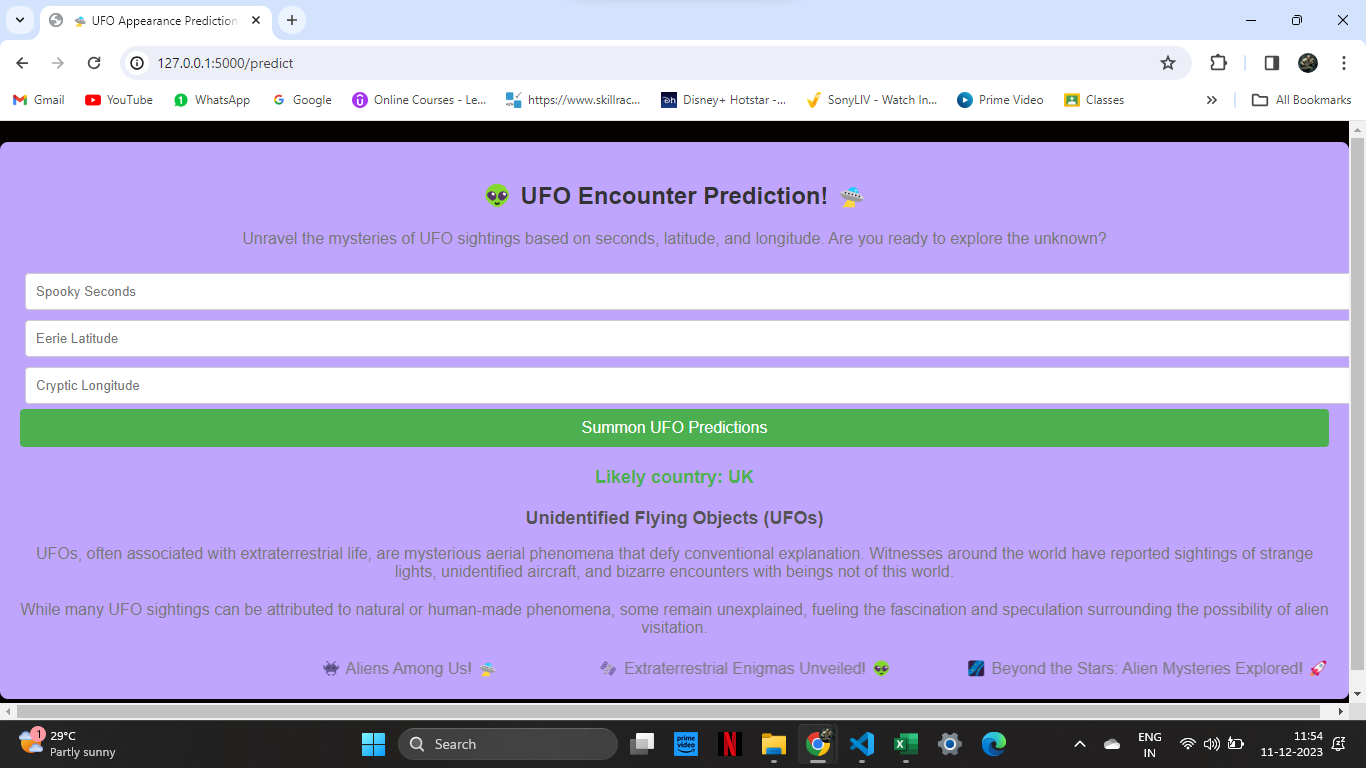 UFO Appearance Prediction
127.0.0.1:5000/predict
Gmail
YouTube
WhatsApp
Google
Online Courses - Le...
https://www.skillrac...
Disney+ Hotstar -...
SonyLIV - Watch In...
Prime Video
Classes
All Bookmarks
👽 UFO Encounter Prediction! 🛸
Unravel the mysteries of UFO sightings based on seconds, latitude, and longitude. Are you ready to explore the unknown?
Spooky Seconds
Eerie Latitude
Cryptic Longitude
Summon UFO Predictions
Likely country: UK
Unidentified Flying Objects (UFOs)
UFOs, often associated with extraterrestrial life, are mysterious aerial phenomena that defy conventional explanation. Witnesses around the world have reported sightings of strange
lights, unidentified aircraft, and bizarre encounters with beings not of this world.
While many UFO sightings can be attributed to natural or human-made phenomena, some remain unexplained, fueling the fascination and speculation surrounding the possibility of alien
visitation.
👾 Aliens Among Us! 🛸
🛰️ Extraterrestrial Enigmas Unveiled! 👽
🌌 Beyond the Stars: Alien Mysteries Explored! 🚀
1
29°C
Partly sunny
Search
prime
video
ENG
IN
11:54
11-12-2023